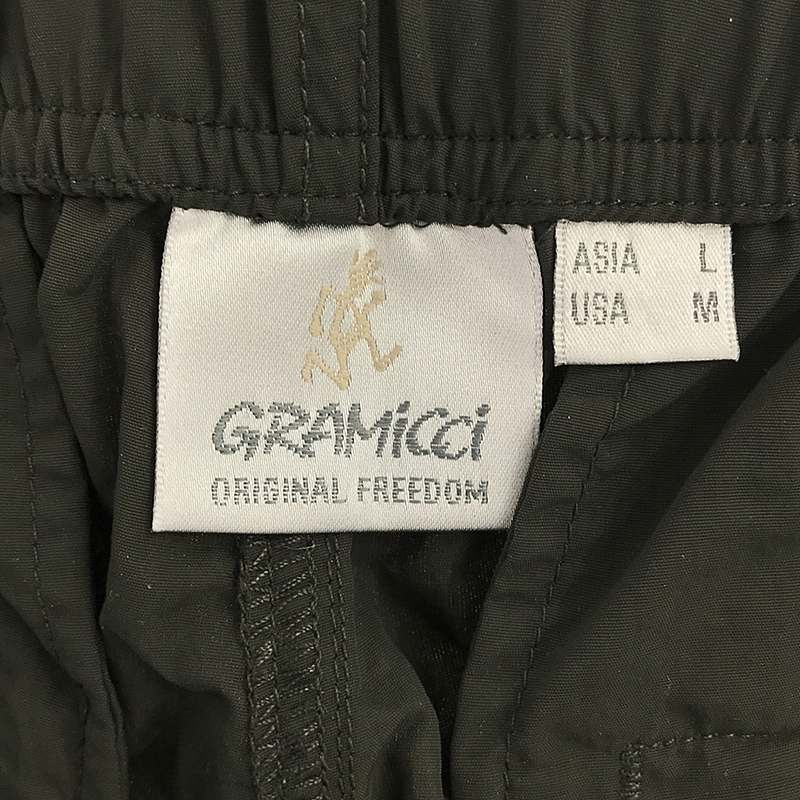 GRAMiCCi
ORIGINAL FREEDOM
ASIA L
USA M